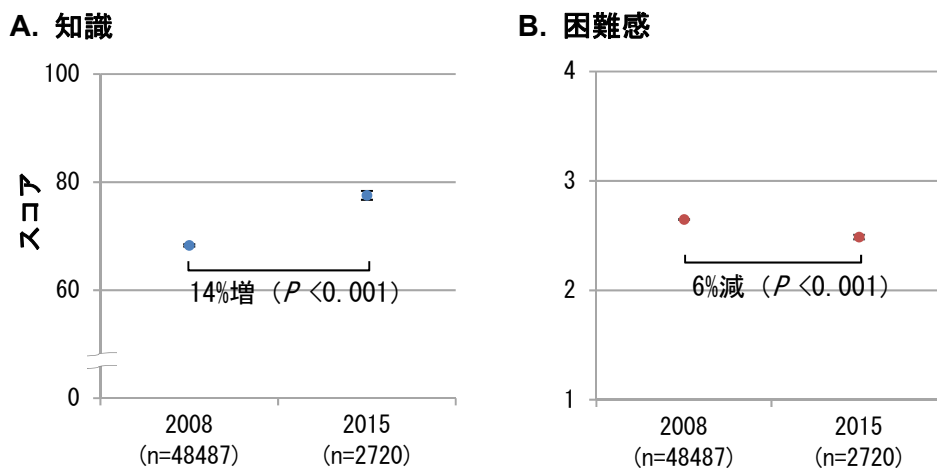 A. 知識
100
80
60
0
スコア
14%増（P <0.001）
2008
(n=48487)
2015
(n=2720)
B. 困難感
4
3
2
1
6%減（P <0.001）
2008
(n=48487)
2015
(n=2720)